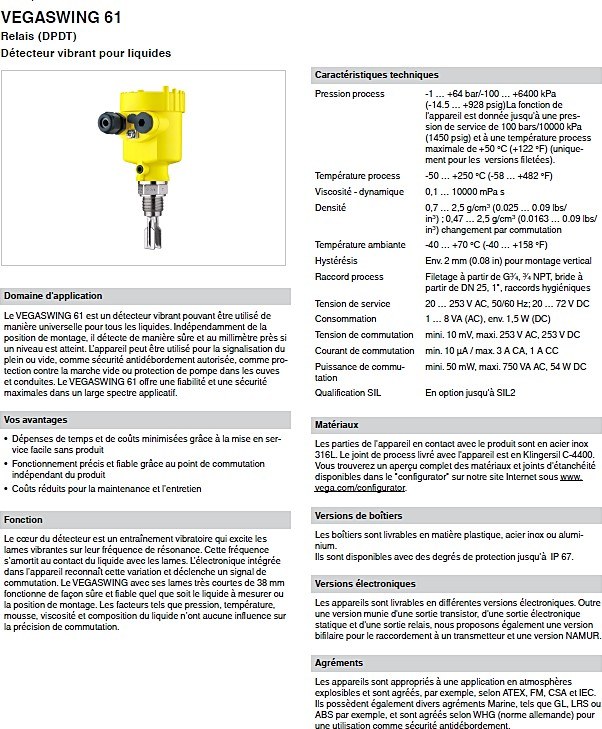 VEGASWING 61
Relais (DPDT)
Détecteur vibrant pour liquides
Domaine d'application
Le VEGASWING 61 est un détecteur vibrant pouvant être utilisé de
manière universelle pour tous les liquides. Indépendamment de la
position de montage, il détecte de manière sûre et au millimètre près si
un niveau est atteint. L'appareil peut être utilisé pour la signalisation du
plein ou vide, comme sécurité antidébordement autorisée, comme pro-
tection contre la marche vide ou protection de pompe dans les cuves
et conduites. Le VEGASWING 61 offre une fiabilité et une sécurité
maximales dans un large spectre applicatif.
Vos avantages
• Dépenses de temps et de coûts minimisées grâce à la mise en ser-
vice facile sans produit
• Fonctionnement précis et fiable grâce au point de commutation
indépendant du produit
• Coûts réduits pour la maintenance et l'entretien
Fonction
Le cœur du détecteur est un entraînement vibratoire qui excite les
lames vibrantes sur leur fréquence de résonance. Cette fréquence
s'amortit au contact du liquide avec les lames. L'électronique intégrée
dans l'appareil reconnaît cette variation et déclenche un signal de
commutation. Le VEGASWING avec ses lames très courtes de 38 mm
fonctionne de façon sûre et fiable quel que soit le liquide à mesurer ou
la position de montage. Les facteurs tels que pression, température,
mousse, viscosité et composition du liquide n'ont aucune influence sur
la précision de commutation.
Caractéristiques techniques
Pression process -1 … +64 bar/-100 … +6400 kPa
(-14.5 … +928 psig)La fonction de
l'appareil est donnée jusqu'à une pres-
sion de service de 100 bars/10000 kPa
(1450 psig) et à une température process
maximale de +50 °C (+122 °F) (unique-
ment pour les versions filetées).
Température process -50 … +250 °C (-58 … +482 °F)
Viscosité - dynamique 0,1 … 10000 mPa s
Densité 0,7 … 2,5 g/cm³ (0.025 … 0.09 lbs/
in³) ; 0,47 … 2,5 g/cm³ (0.0163 … 0.09 lbs/
in³) changement par commutation
Température ambiante -40 … +70 °C (-40 … +158 °F)
Hystérésis Env. 2 mm (0.08 in) pour montage vertical
Raccord process Filetage à partir de G¾, ¾ NPT, bride à
partir de DN 25, 1", raccords hygiéniques
Tension de service 20 … 253 V AC, 50/60 Hz; 20 … 72 V DC
Consommation 1 … 8 VA (AC), env. 1,5 W (DC)
Tension de commutation min. 10 mV, maxi. 253 V AC, 253 V DC
Courant de commutation min. 10 µA / max. 3 A CA, 1 A CC
Puissance de commu- min. 50 mW, maxi. 750 VA AC, 54 W DC
tation
Qualification SIL En option jusqu'à SIL2
Matériaux
Les parties de l'appareil en contact avec le produit sont en acier inox
316L. Le joint de process livré avec l'appareil est en Klingersil C-4400.
Vous trouverez un aperçu complet des matériaux et joints d'étanchéité
disponibles dans le "configurator" sur notre site Internet sous www.
vega.com/configurator.
Versions de boîtiers
Les boîtiers sont livrables en matière plastique, acier inox ou alumi-
nium.
Ils sont disponibles avec des degrés de protection jusqu'à IP 67.
Versions électroniques
Les appareils sont livrables en différentes versions électroniques. Outre
une version munie d'une sortie transistor, d'une sortie électronique
statique et d'une sortie relais, nous proposons également une version
bifilaire pour le raccordement à un transmetteur et une version NAMUR.
Agréments
Les appareils sont appropriés à une application en atmosphères
explosibles et sont agréés, par exemple, selon ATEX, FM, CSA et IEC.
Ils possèdent également divers agréments Marine, tels que GL, LRS ou
ABS par exemple, et sont agréés selon WHG (norme allemande) pour
une utilisation comme sécurité antidébordement.